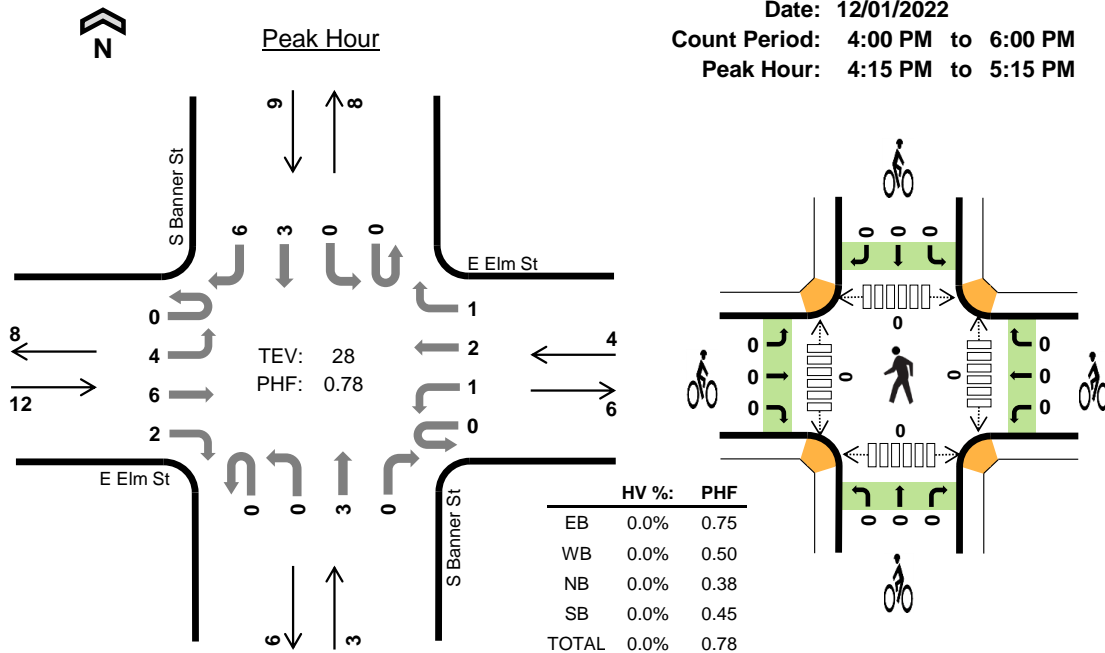 Date: 12/01/2022
Count Period: 4:00 PM to 6:00 PM
Peak Hour: 4:15 PM to 5:15 PM
N
Peak Hour
9
8
S Banner St
6
3
0
0
E Elm St
0
4
6
2
8
12
TEV: 28
PHF: 0.78
1
2
1
0
4
6
E Elm St
0
0
3
0
S Banner St
6
3
HV %: PHF
EB 0.0% 0.75
WB 0.0% 0.50
NB 0.0% 0.38
SB 0.0% 0.45
TOTAL 0.0% 0.78
0 0 0
0
0
0
0
0
0
0
0
0
0
0
0 0 0